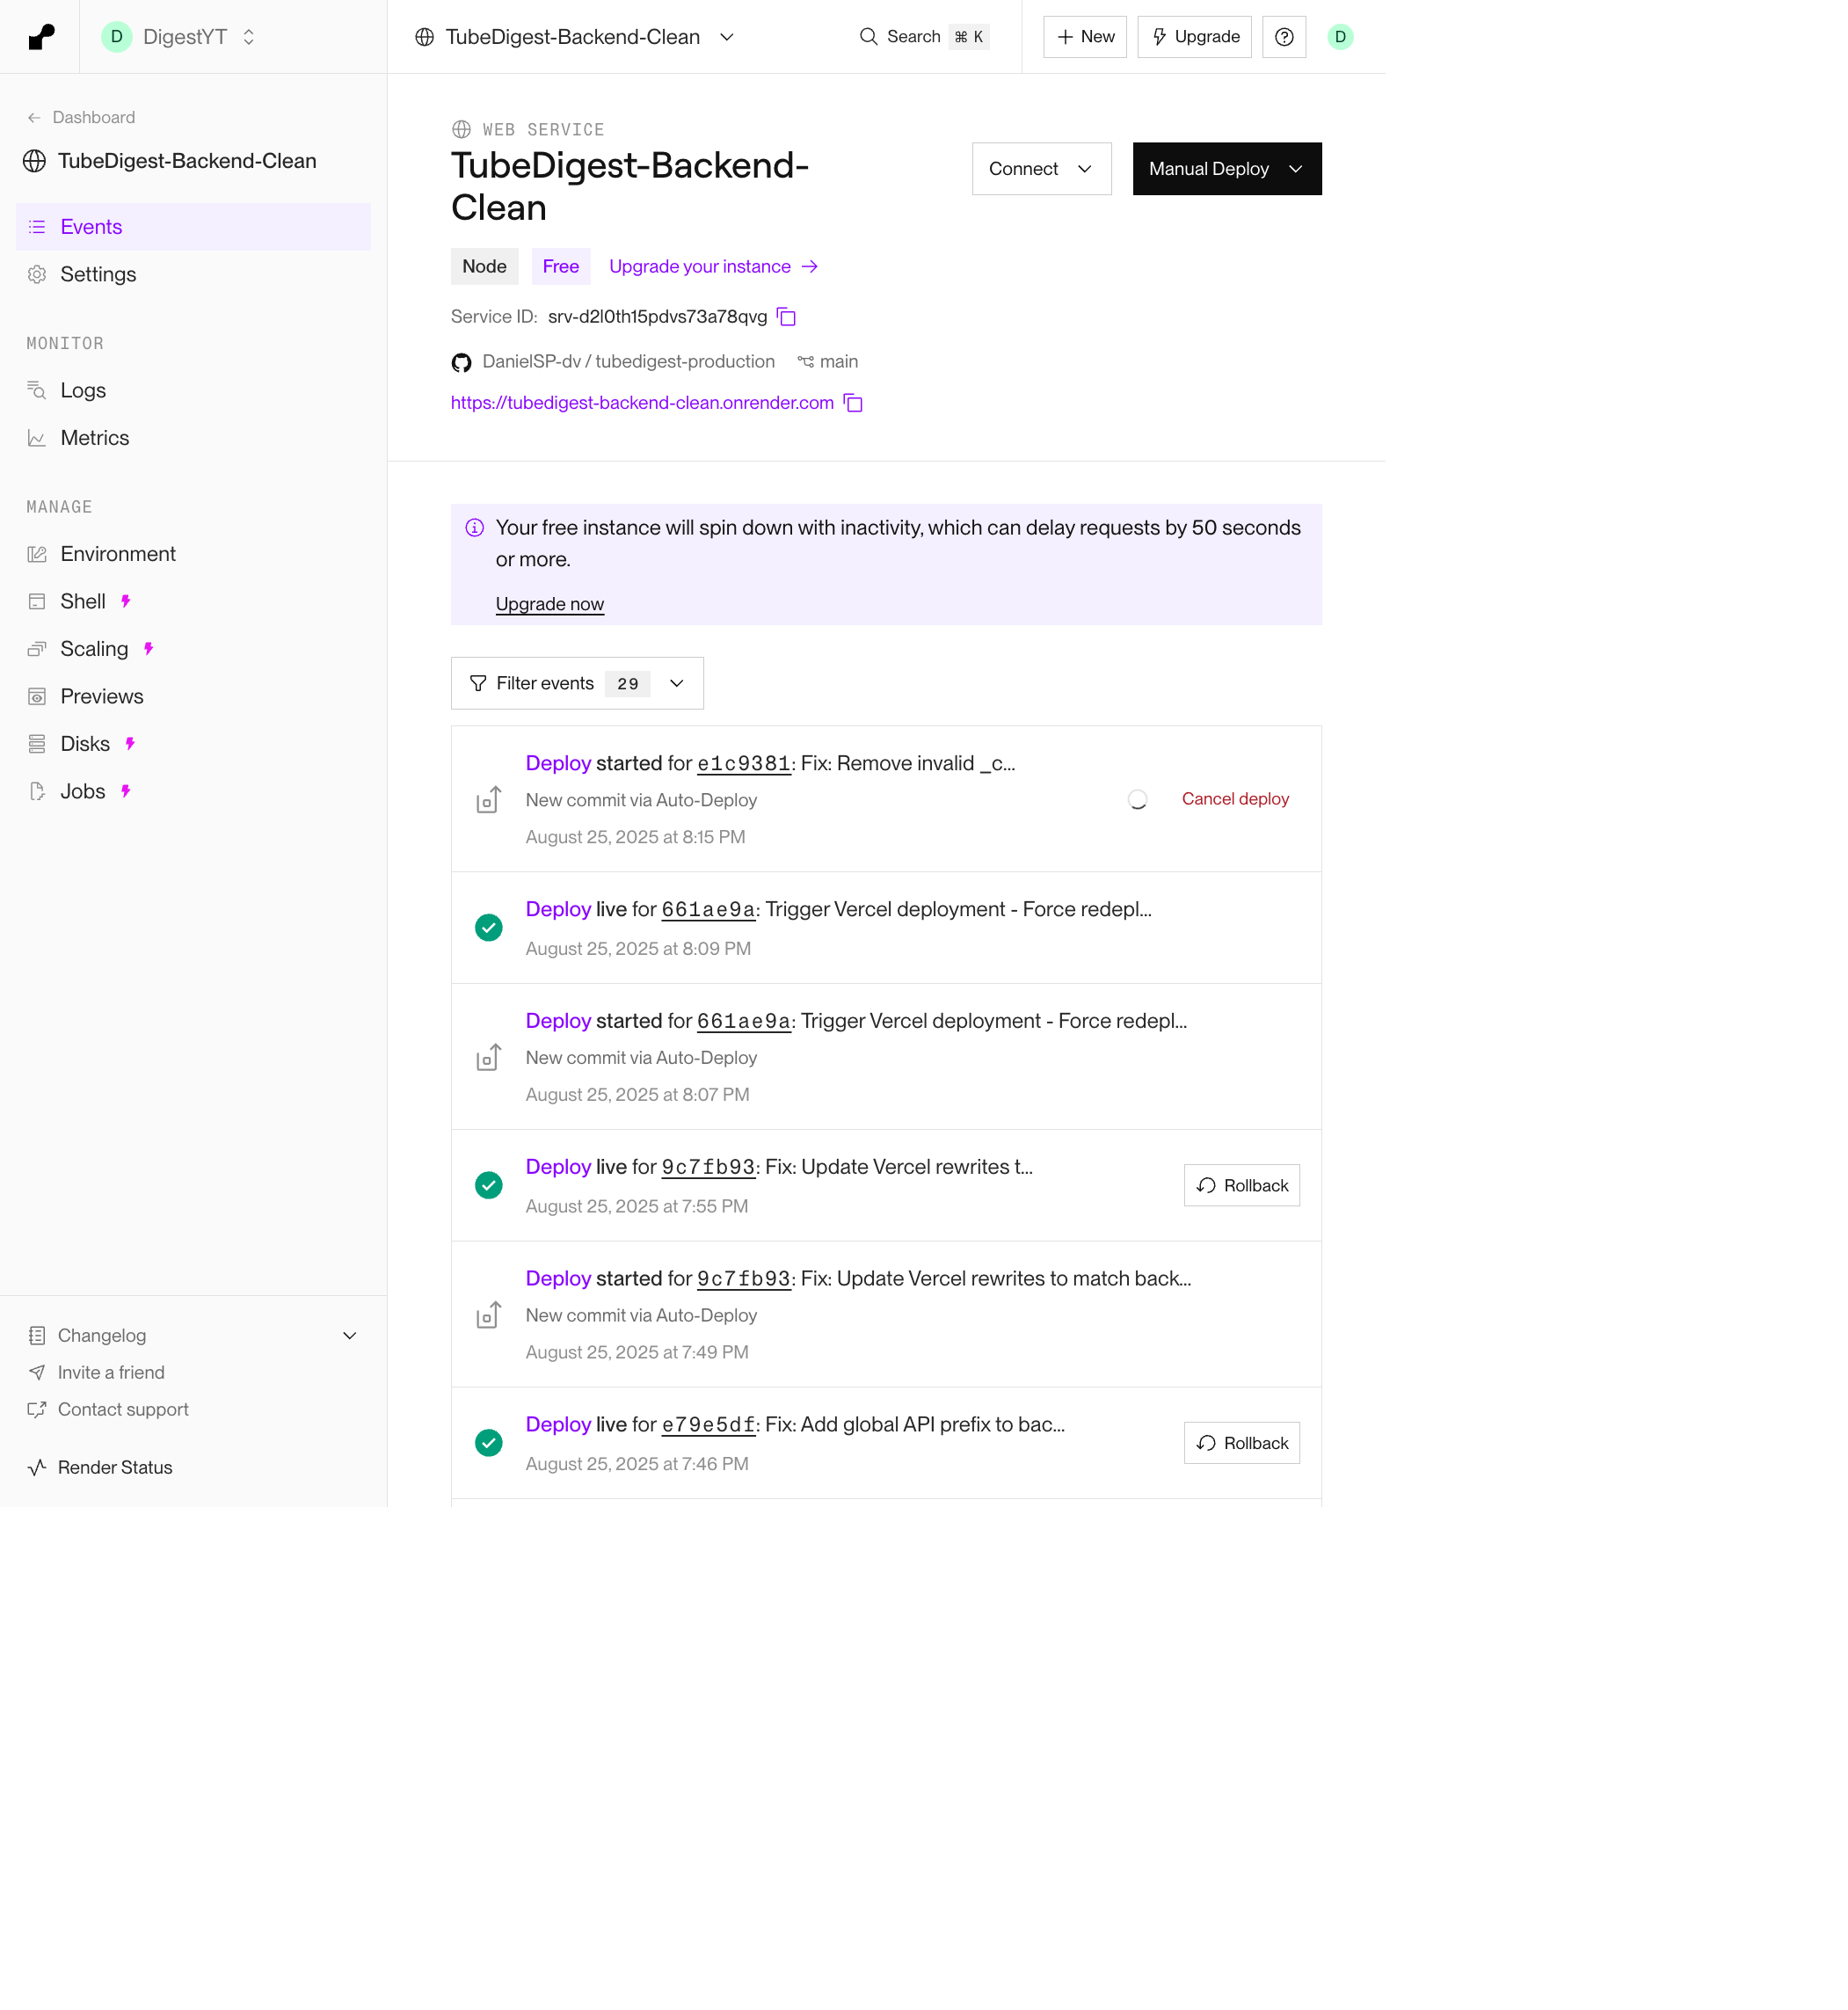 D DigestYT
TubeDigest-Backend-Clean
Search ⌘ K
New
Upgrade
D
Dashboard
TubeDigest-Backend-Clean
Events
Settings
MONITOR
Logs
Metrics
MANAGE
Environment
Shell
Scaling
Previews
Disks
Jobs
Changelog
Invite a friend
Contact support
Render Status
WEB SERVICE
TubeDigest-Backend-
Clean
Connect
Manual Deploy
Node Free Upgrade your instance →
Service ID: srv-d2l0th15pdvs73a78qvg
DanielSP-dv / tubedigest-production main
https://tubedigest-backend-clean.onrender.com
Your free instance will spin down with inactivity, which can delay requests by 50 seconds
or more.
Upgrade now
Filter events 29
Deploy started for e1c9381: Fix: Remove invalid _c...
New commit via Auto-Deploy
August 25, 2025 at 8:15 PM
Cancel deploy
Deploy live for 661ae9a: Trigger Vercel deployment - Force redepl...
August 25, 2025 at 8:09 PM
Deploy started for 661ae9a: Trigger Vercel deployment - Force redepl...
New commit via Auto-Deploy
August 25, 2025 at 8:07 PM
Deploy live for 9c7fb93: Fix: Update Vercel rewrites t...
August 25, 2025 at 7:55 PM
Rollback
Deploy started for 9c7fb93: Fix: Update Vercel rewrites to match back...
New commit via Auto-Deploy
August 25, 2025 at 7:49 PM
Deploy live for e79e5df: Fix: Add global API prefix to bac...
August 25, 2025 at 7:46 PM
Rollback